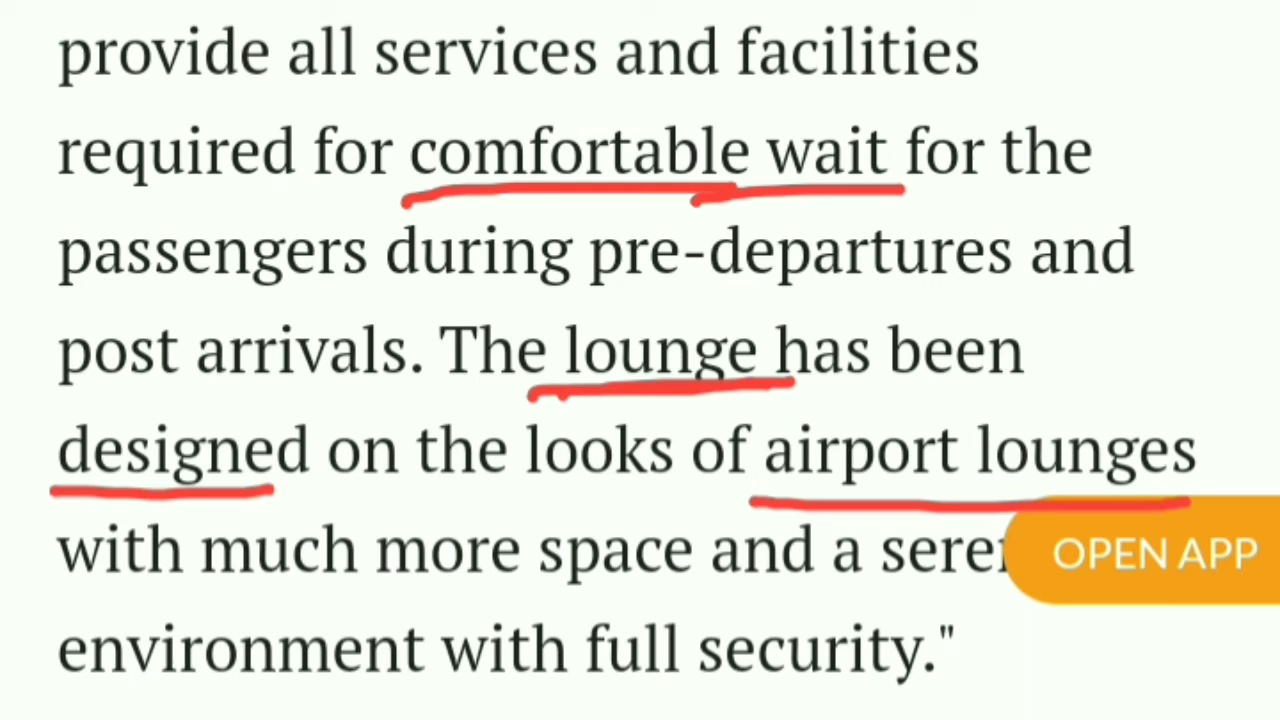 provide all services and facilities
required for comfortable wait for the
passengers during pre-departures and
post arrivals. The lounge has been
designed on the looks of airport lounges
with much more space and a
OPEN APP
environment with full security."